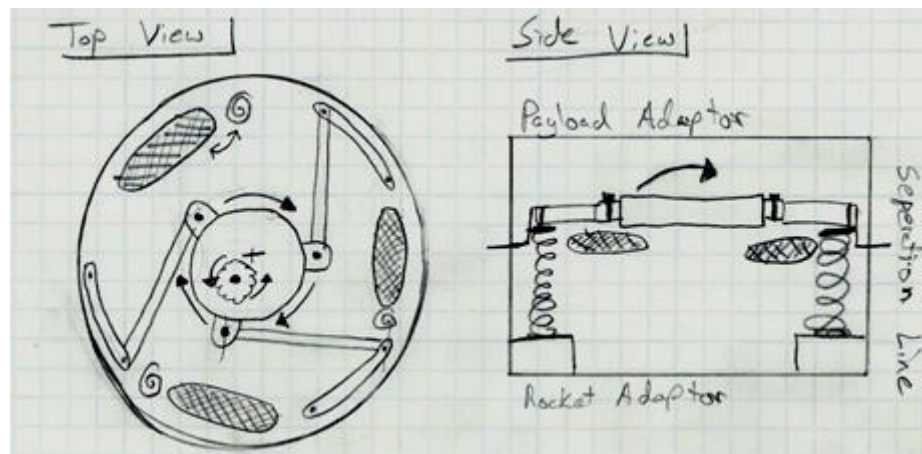 Top View
Side View
Payload Adaptor
Seperation Line
Rocket Adaptor